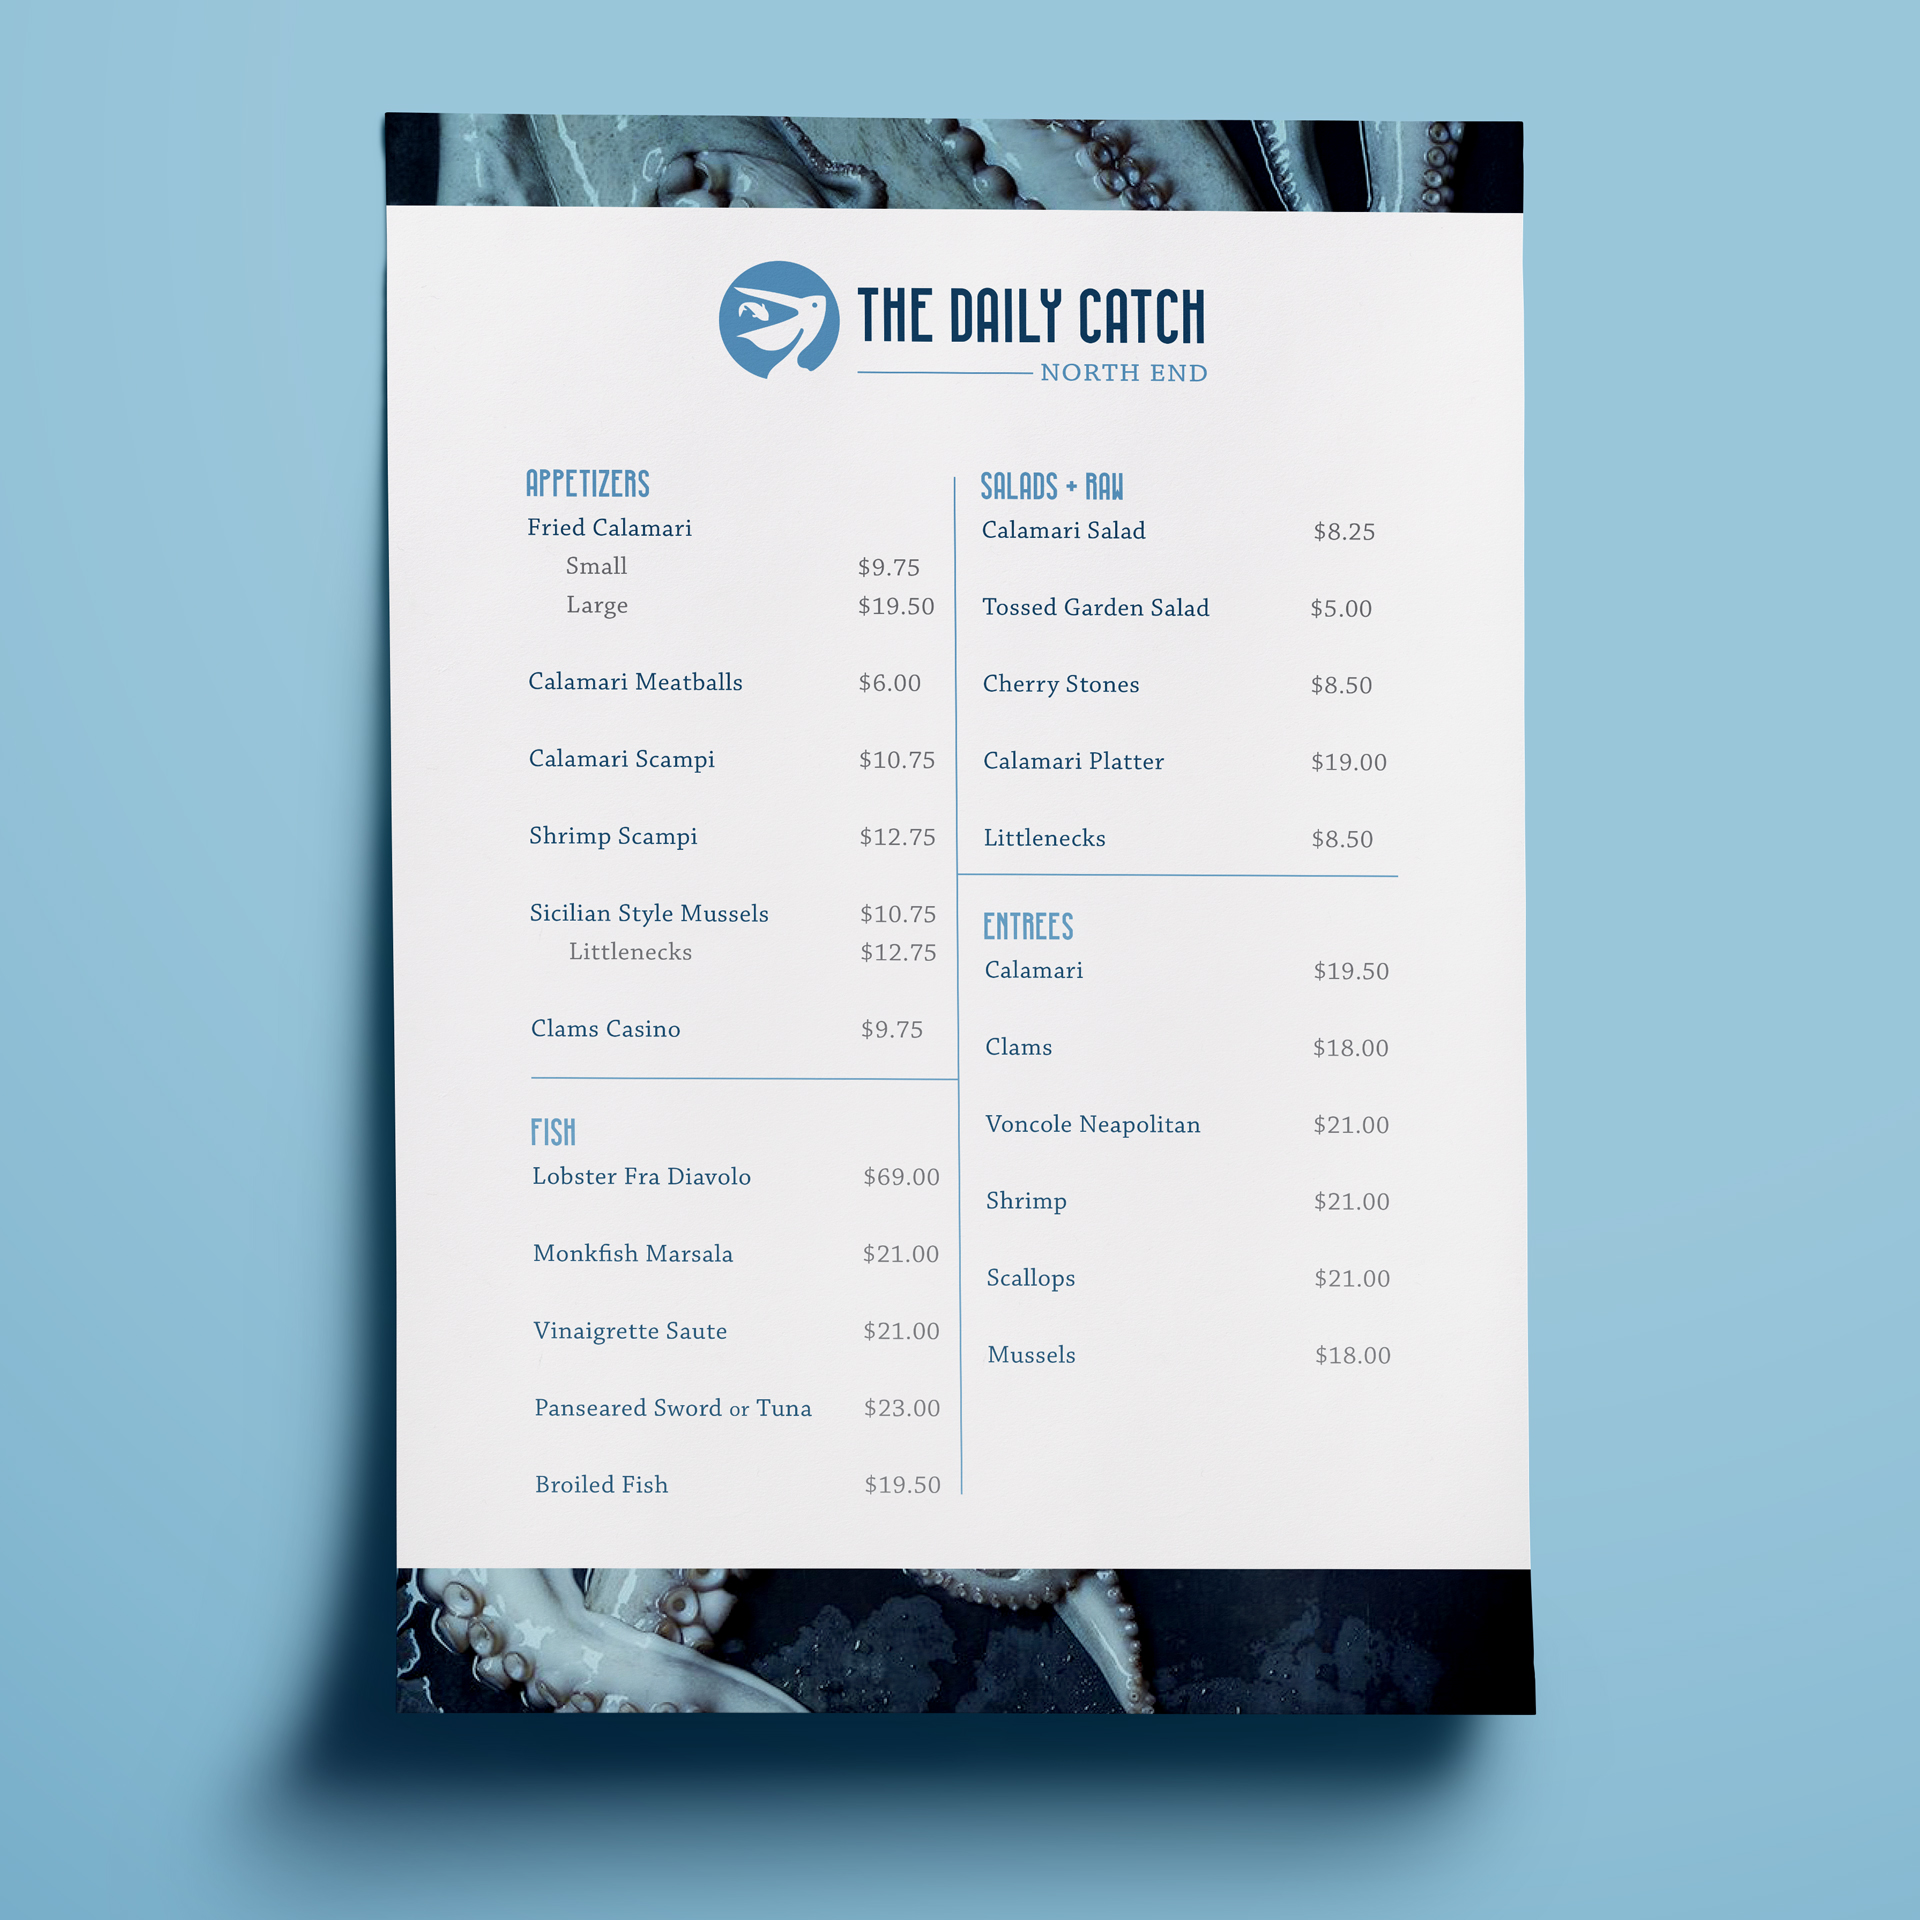 THE DAILY CATCH
NORTH END
APPETIZERS
Fried Calamari
Small $9.75
Large $19.50
Calamari Meatballs $6.00
Calamari Scampi $10.75
Shrimp Scampi $12.75
Sicilian Style Mussels $10.75
Littlenecks $12.75
Clams Casino $9.75
FISH
Lobster Fra Diavolo $69.00
Monkfish Marsala $21.00
Vinaigrette Saute $21.00
Panseared Sword or Tuna $23.00
Broiled Fish $19.50
SALADS + RAW
Calamari Salad $8.25
Tossed Garden Salad $5.00
Cherry Stones $8.50
Calamari Platter $19.00
Littlenecks $8.50
ENTREES
Calamari $19.50
Clams $18.00
Voncole Neapolitan $21.00
Shrimp $21.00
Scallops $21.00
Mussels $18.00